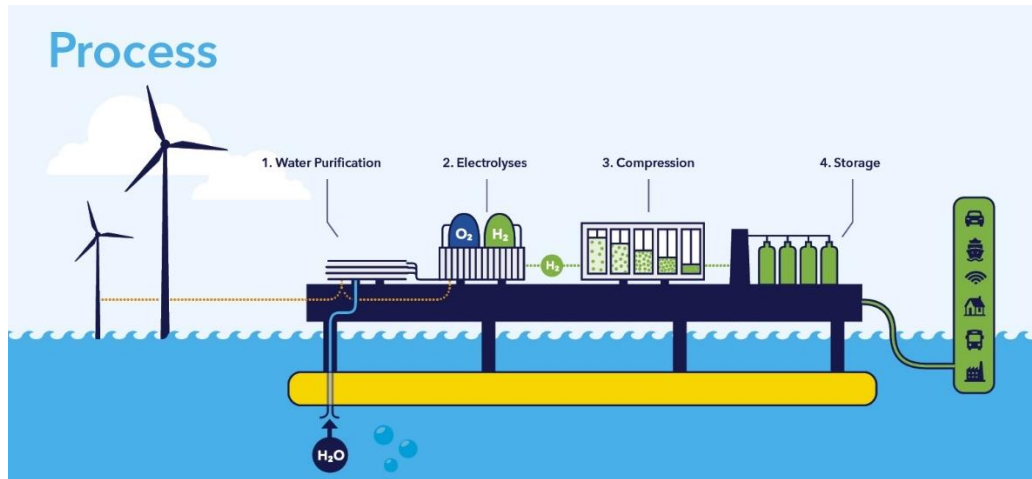 Process
1. Water Purification
2. Electrolyses
3. Compression
4. Storage
O₂
H₂
H₂
H₂O